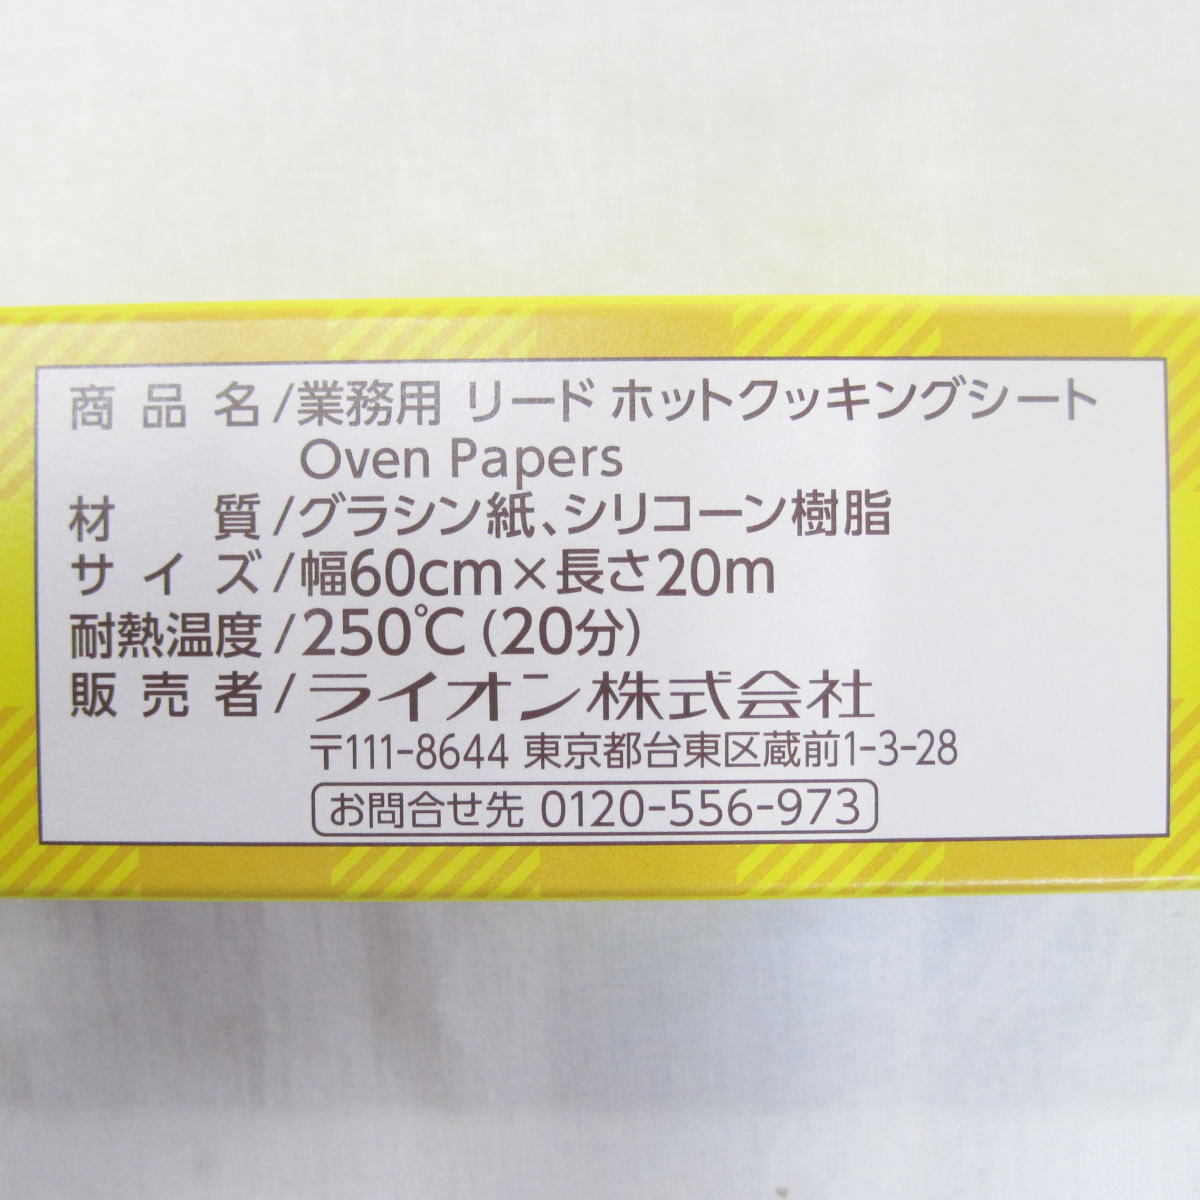 商品名/業務用 リード ホットクッキングシート
Oven Papers
材質/グラシン紙、シリコーン樹脂
サイズ/幅60cm×長さ20m
耐熱温度/250℃(20分)
販売者/ライオン株式会社
〒111-8644 東京都台東区蔵前1-3-28
お問合せ先 0120-556-973